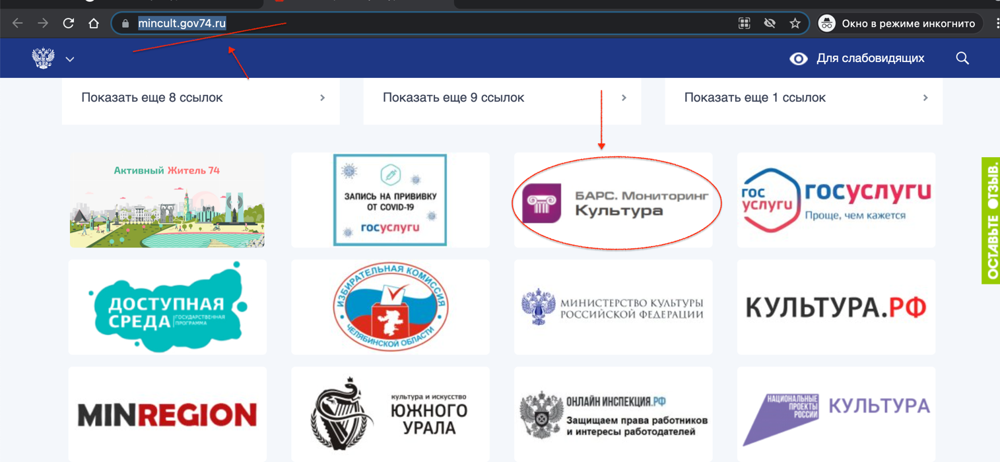 mincult.gov74.ru
Окно в режиме инкогнито
Для слабовидящих
Показать еще 8 ссылок
Показать еще 9 ссылок
Показать еще 1 ссылок
Активный Житель 74
ЗАПИСЬ НА ПРИВИВКУ
ОТ COVID-19
госуслуги
БАРС. Мониторинг
Культура
гос
услуги
госуслуги
Проще, чем кажется
ОСТАВЬТЕ ОТЗЫВ.
ДОСТУПНАЯ
СРЕДА
ГОСУДАРСТВЕННАЯ
ПРОГРАММА
ИЗБИРАТЕЛЬНАЯ КОМИССИЯ
ЧЕЛЯБИНСКОЙ ОБЛАСТИ
МИНИСТЕРСТВО КУЛЬТУРЫ
РОССИЙСКОЙ ФЕДЕРАЦИИ
КУЛЬТУРА.РФ
MINREGION
культура и искусство
ЮЖНОГО
УРАЛА
ОНЛАЙН ИНСПЕКЦИЯ.РФ
Защищаем права работников
и интересы работодателей
НАЦИОНАЛЬНЫЕ
ПРОЕКТЫ
РОССИИ
КУЛЬТУРА